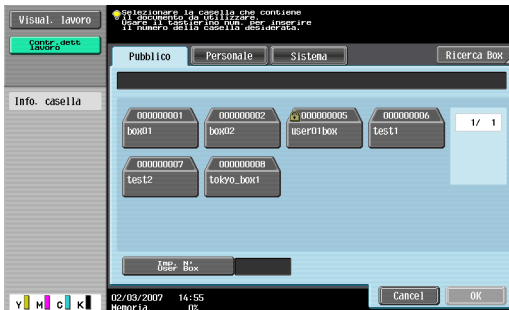 Visual. lavoro
Selezionare la casella che contiene
il documento da utilizzare.
Usare il tastierino num. per inserire
il numero della casella desiderata.
Contr.dett
lavoro
Pubblico
Personale
Sistema
Ricerca Box
Info. casella
000000001
box01
000000002
box02
000000005
user01box
000000006
test1
1/ 1
000000007
test2
000000008
tokyo_box1
Imp. N°
User Box
Cancel
OK
Y M C K
02/03/2007 14:55
Memoria 0%